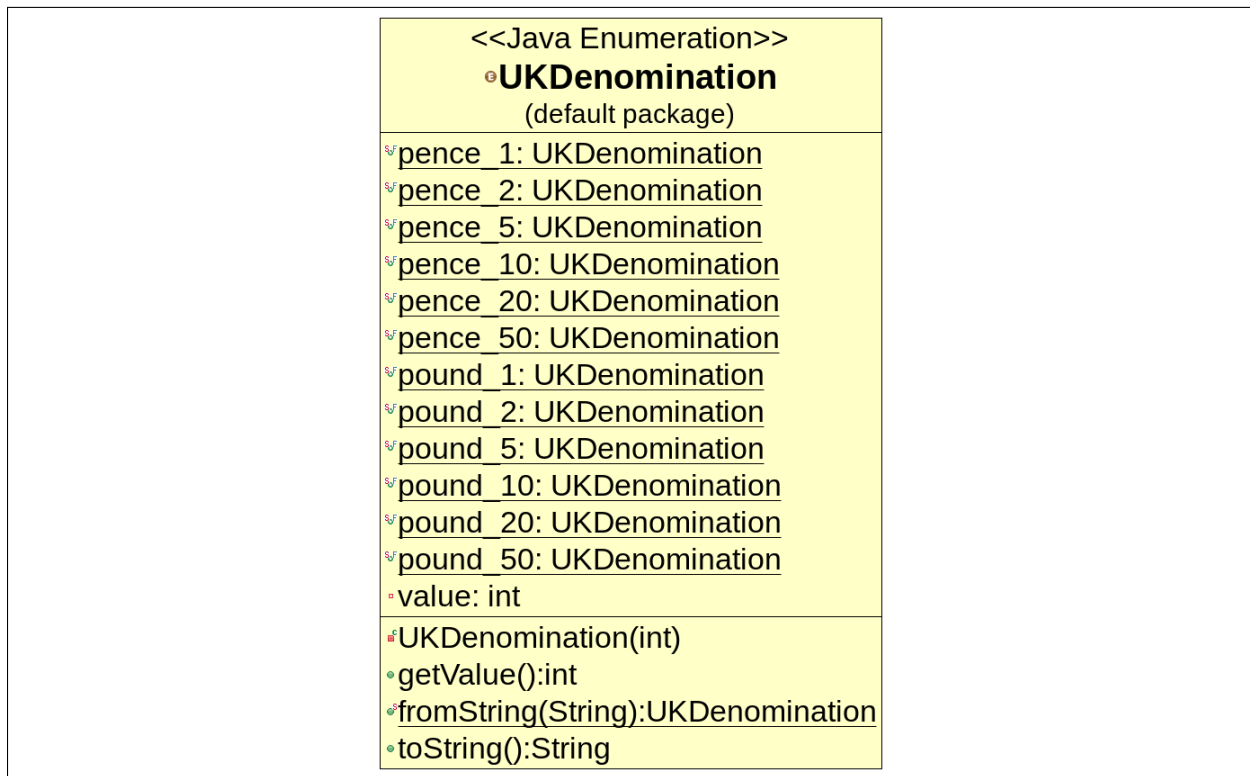 <<Java Enumeration>>
UKDenomination
(default package)
pence_1: UKDenomination
pence_2: UKDenomination
pence_5: UKDenomination
pence_10: UKDenomination
pence_20: UKDenomination
pence_50: UKDenomination
pound_1: UKDenomination
pound_2: UKDenomination
pound_5: UKDenomination
pound_10: UKDenomination
pound_20: UKDenomination
pound_50: UKDenomination
value: int
UKDenomination(int)
getValue():int
fromString(String):UKDenomination
toString():String